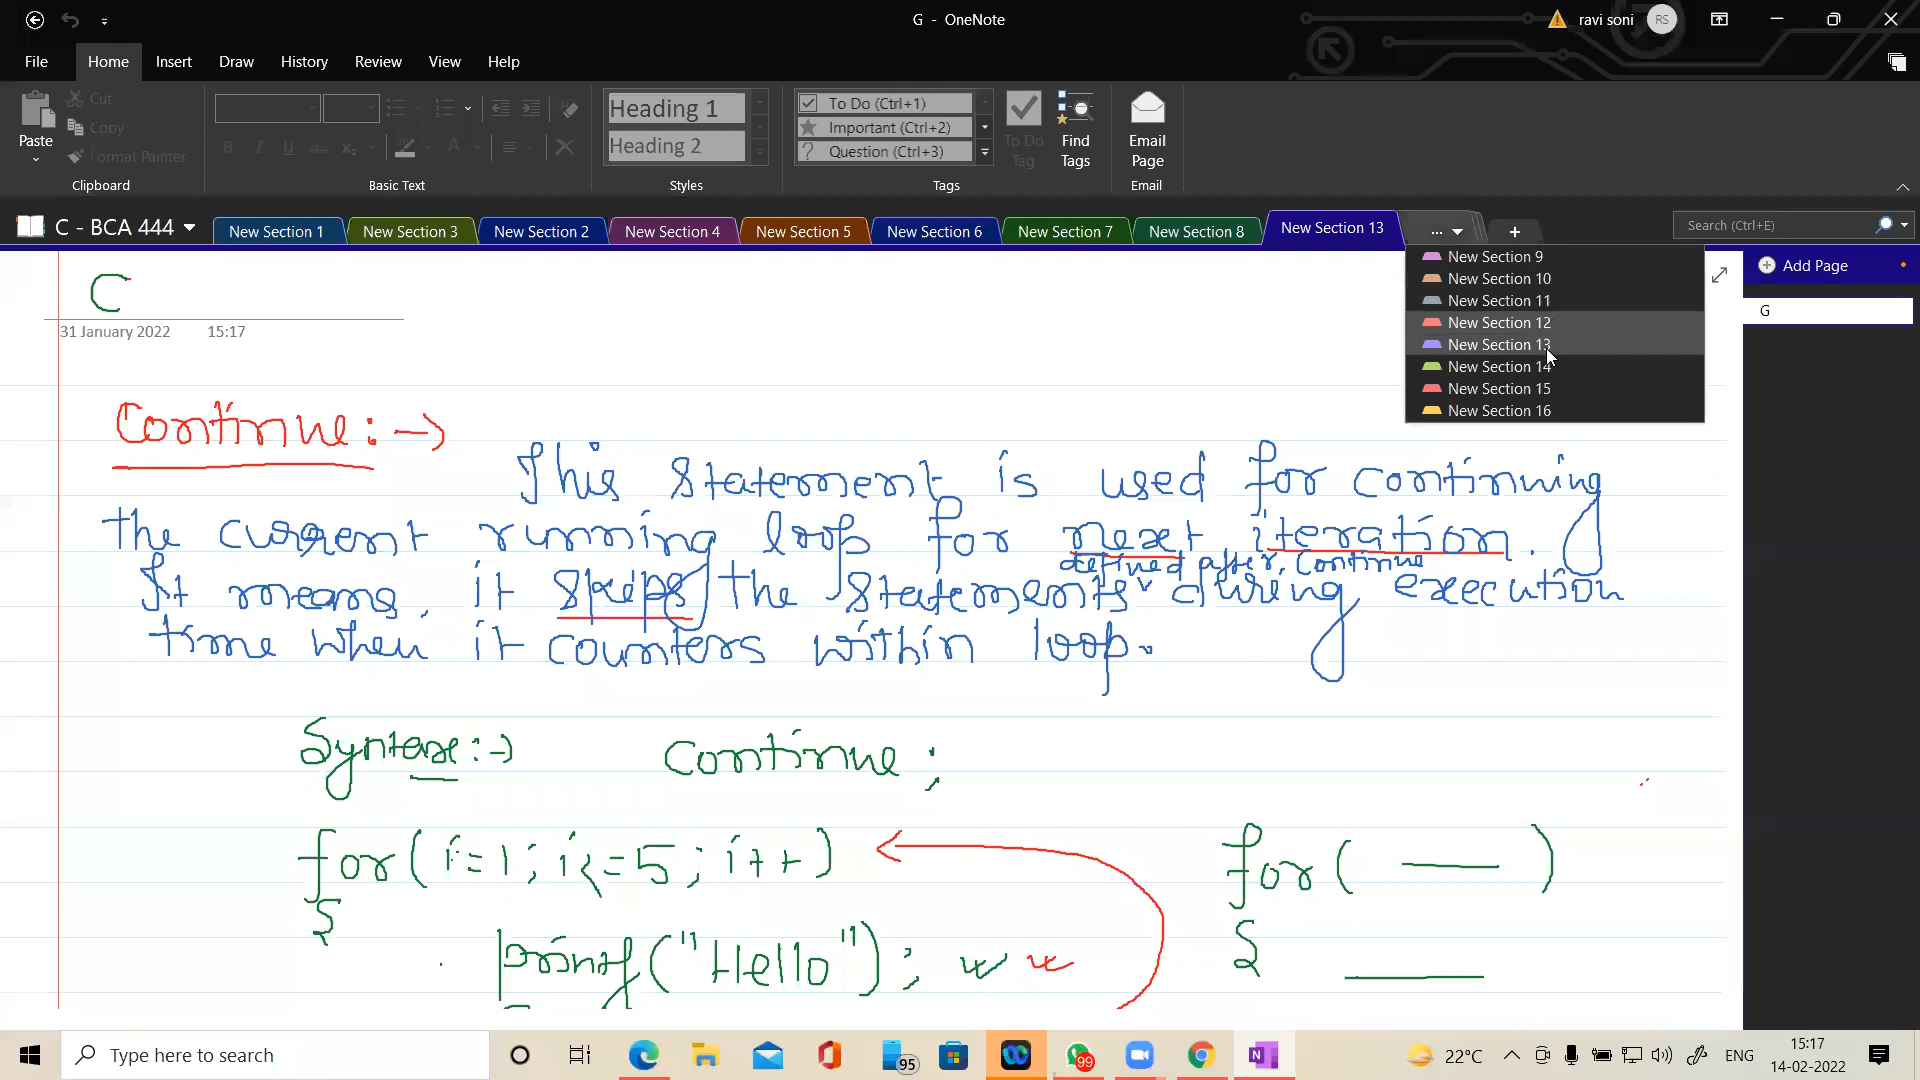 G - OneNote
ravi soni
RS
File Home Insert Draw History Review View Help
Paste
Cut
Copy
Format Painter
Clipboard
Basic Text
Heading 1
Heading 2
Styles
To Do (Ctrl+1)
Important (Ctrl+2)
Question (Ctrl+3)
To Do Tag
Find Tags
Tags
Email Page
Email
C - BCA 444
New Section 1 New Section 3 New Section 2 New Section 4 New Section 5 New Section 6 New Section 7 New Section 8 New Section 13 ... +
Search (Ctrl+E)
New Section 9
New Section 10
New Section 11
New Section 12
New Section 13
New Section 14
New Section 15
New Section 16
Add Page
G
C
31 January 2022 15:17
Continue :->
This statement is used for continuing
the current running loop for next iteration.
defined after continue
It means, it skips the statements during execution
time when it counters within loop.
Syntax :-> Continue ;
for( i=1; i<=5; i++)
{
printf("Hello");
for( )
{
Type here to search
95
99
22°C
ENG
15:17
14-02-2022